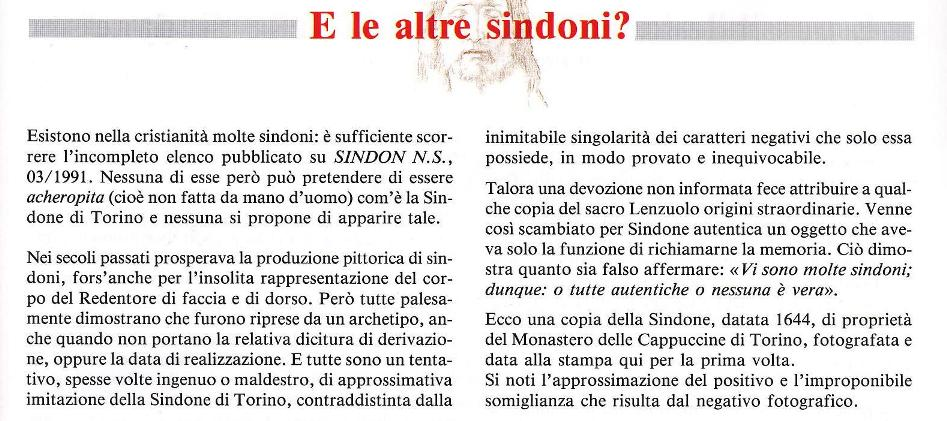 E le altre sindoni?
Esistono nella cristianità molte sindoni: è sufficiente scor-
rere l'incompleto elenco pubblicato su SINDON N.S.,
03/1991. Nessuna di esse però può pretendere di essere
acheropita (cioè non fatta da mano d'uomo) com'è la Sin-
done di Torino e nessuna si propone di apparire tale.
Nei secoli passati prosperava la produzione pittorica di sin-
doni, fors'anche per l'insolita rappresentazione del cor-
po del Redentore di faccia e di dorso. Però tutte palesa-
mente dimostrano che furono riprese da un archetipo, an-
che quando non portano la relativa dicitura di derivazio-
ne, oppure la data di realizzazione. E tutte sono un tenta-
tivo, spesse volte ingenuo o maldestro, di approssimativa
imitazione della Sindone di Torino, contraddistinta dalla
inimitabile singolarità dei caratteri negativi che solo essa
possiede, in modo provato e inequivocabile.
Talora una devozione non informata fece attribuire a qual-
che copia del sacro Lenzuolo origini straordinarie. Venne
così scambiato per Sindone autentica un oggetto che ave-
va solo la funzione di richiamarne la memoria. Ciò dimo-
stra quanto sia falso affermare: «Vi sono molte sindoni;
dunque: o tutte autentiche o nessuna è vera».
Ecco una copia della Sindone, datata 1644, di proprietà
del Monastero delle Cappuccine di Torino, fotografata e
data alla stampa qui per la prima volta.
Si noti l'approssimazione del positivo e l'improponibile
somiglianza che risulta dal negativo fotografico.